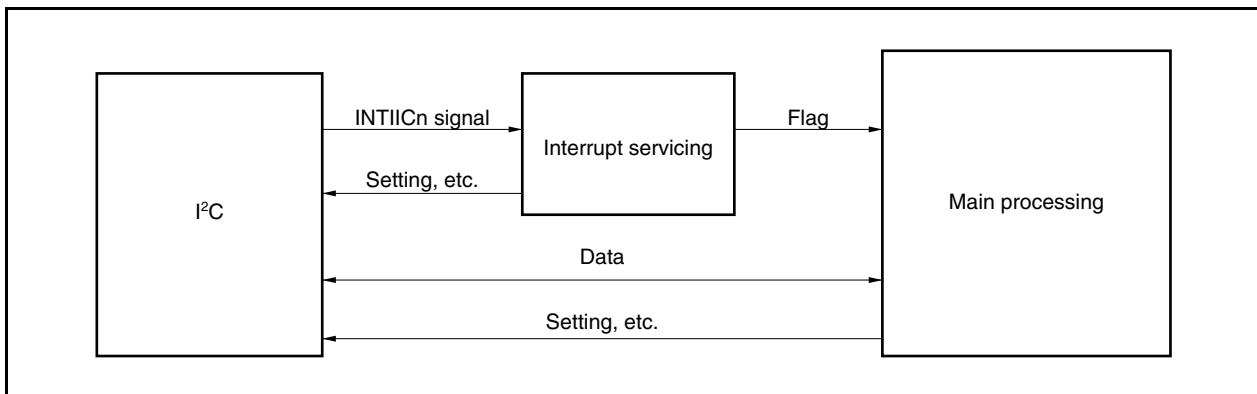 INTIICn signal
Flag
Interrupt servicing
Setting, etc.
I²C
Main processing
Data
Setting, etc.